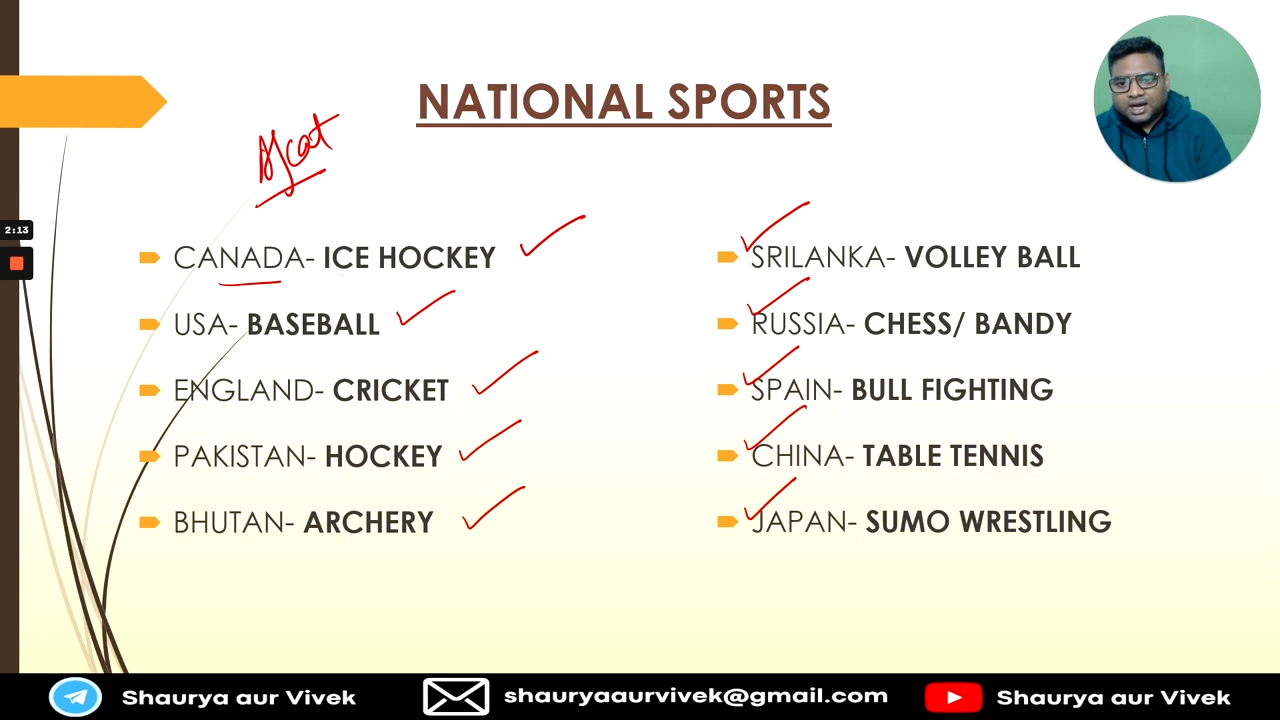 NATIONAL SPORTS
Afcat
2:13
CANADA- ICE HOCKEY
USA- BASEBALL
ENGLAND- CRICKET
PAKISTAN- HOCKEY
BHUTAN- ARCHERY
SRILANKA- VOLLEY BALL
RUSSIA- CHESS/ BANDY
SPAIN- BULL FIGHTING
CHINA- TABLE TENNIS
JAPAN- SUMO WRESTLING
Shaurya aur Vivek
shauryaaurvivek@gmail.com
Shaurya aur Vivek